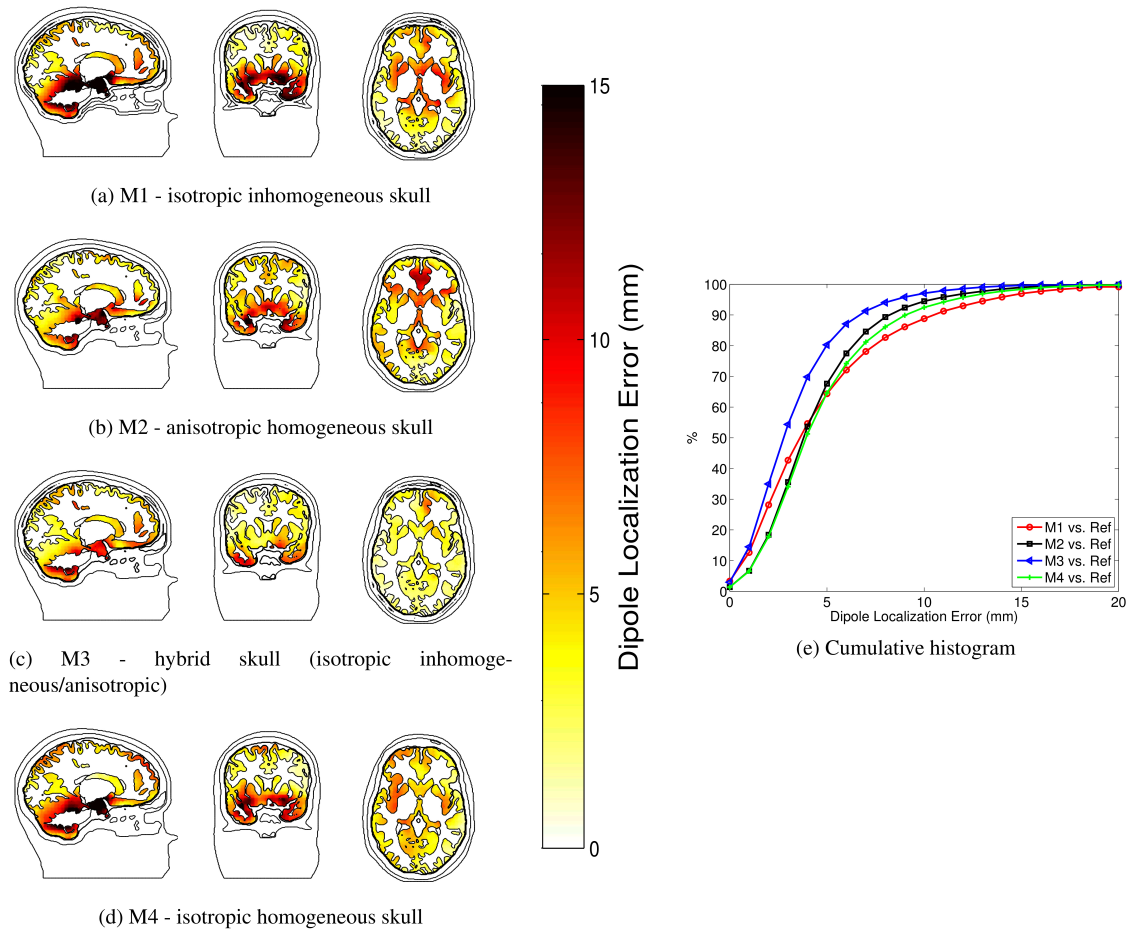 (a) M1 - isotropic inhomogeneous skull
(b) M2 - anisotropic homogeneous skull
(c) M3 - hybrid skull (isotropic inhomoge-
neous/anisotropic)
(d) M4 - isotropic homogeneous skull
15
10
5
0
Dipole Localization Error (mm)
100
90
80
70
60
50
40
30
20
10
0
%
0
5
10
15
20
Dipole Localization Error (mm)
M1 vs. Ref
M2 vs. Ref
M3 vs. Ref
M4 vs. Ref
(e) Cumulative histogram